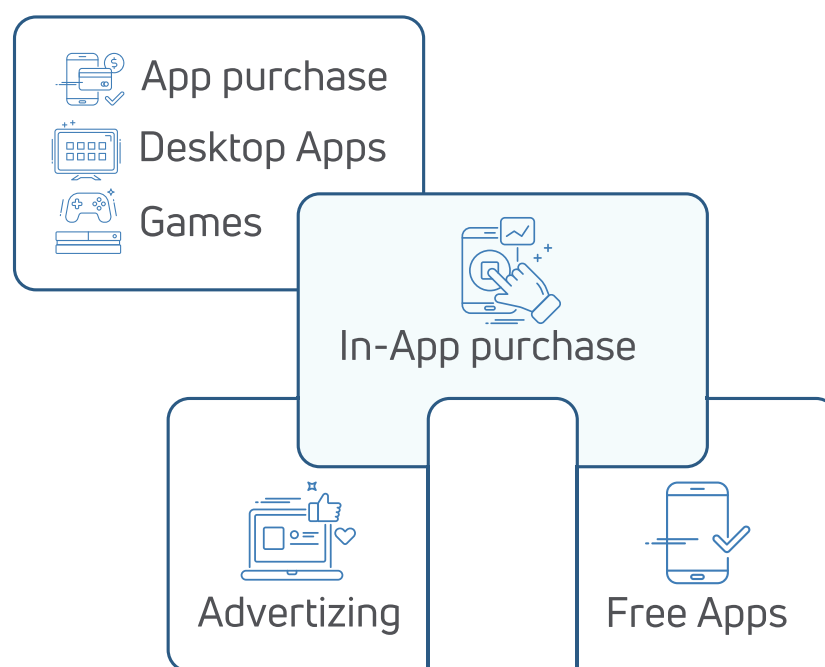 App purchase
Desktop Apps
Games
In-App purchase
Advertizing
Free Apps